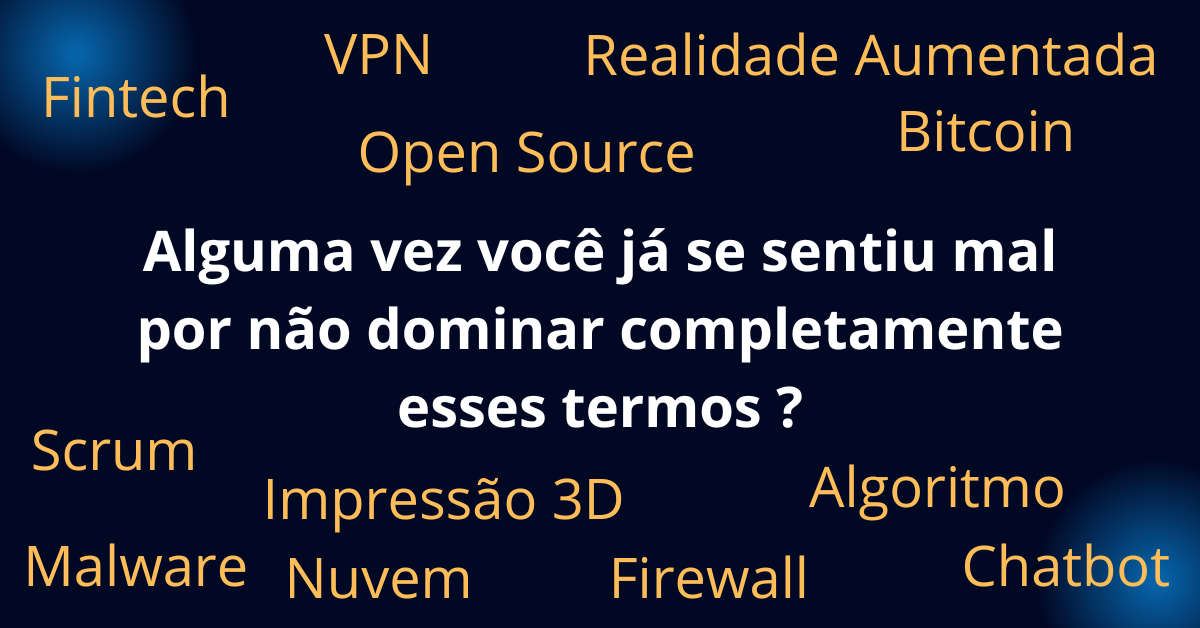 VPN
Realidade Aumentada
Fintech
Bitcoin
Open Source
Alguma vez você já se sentiu mal
por não dominar completamente
esses termos ?
Scrum
Impressão 3D
Algoritmo
Malware
Nuvem
Firewall
Chatbot